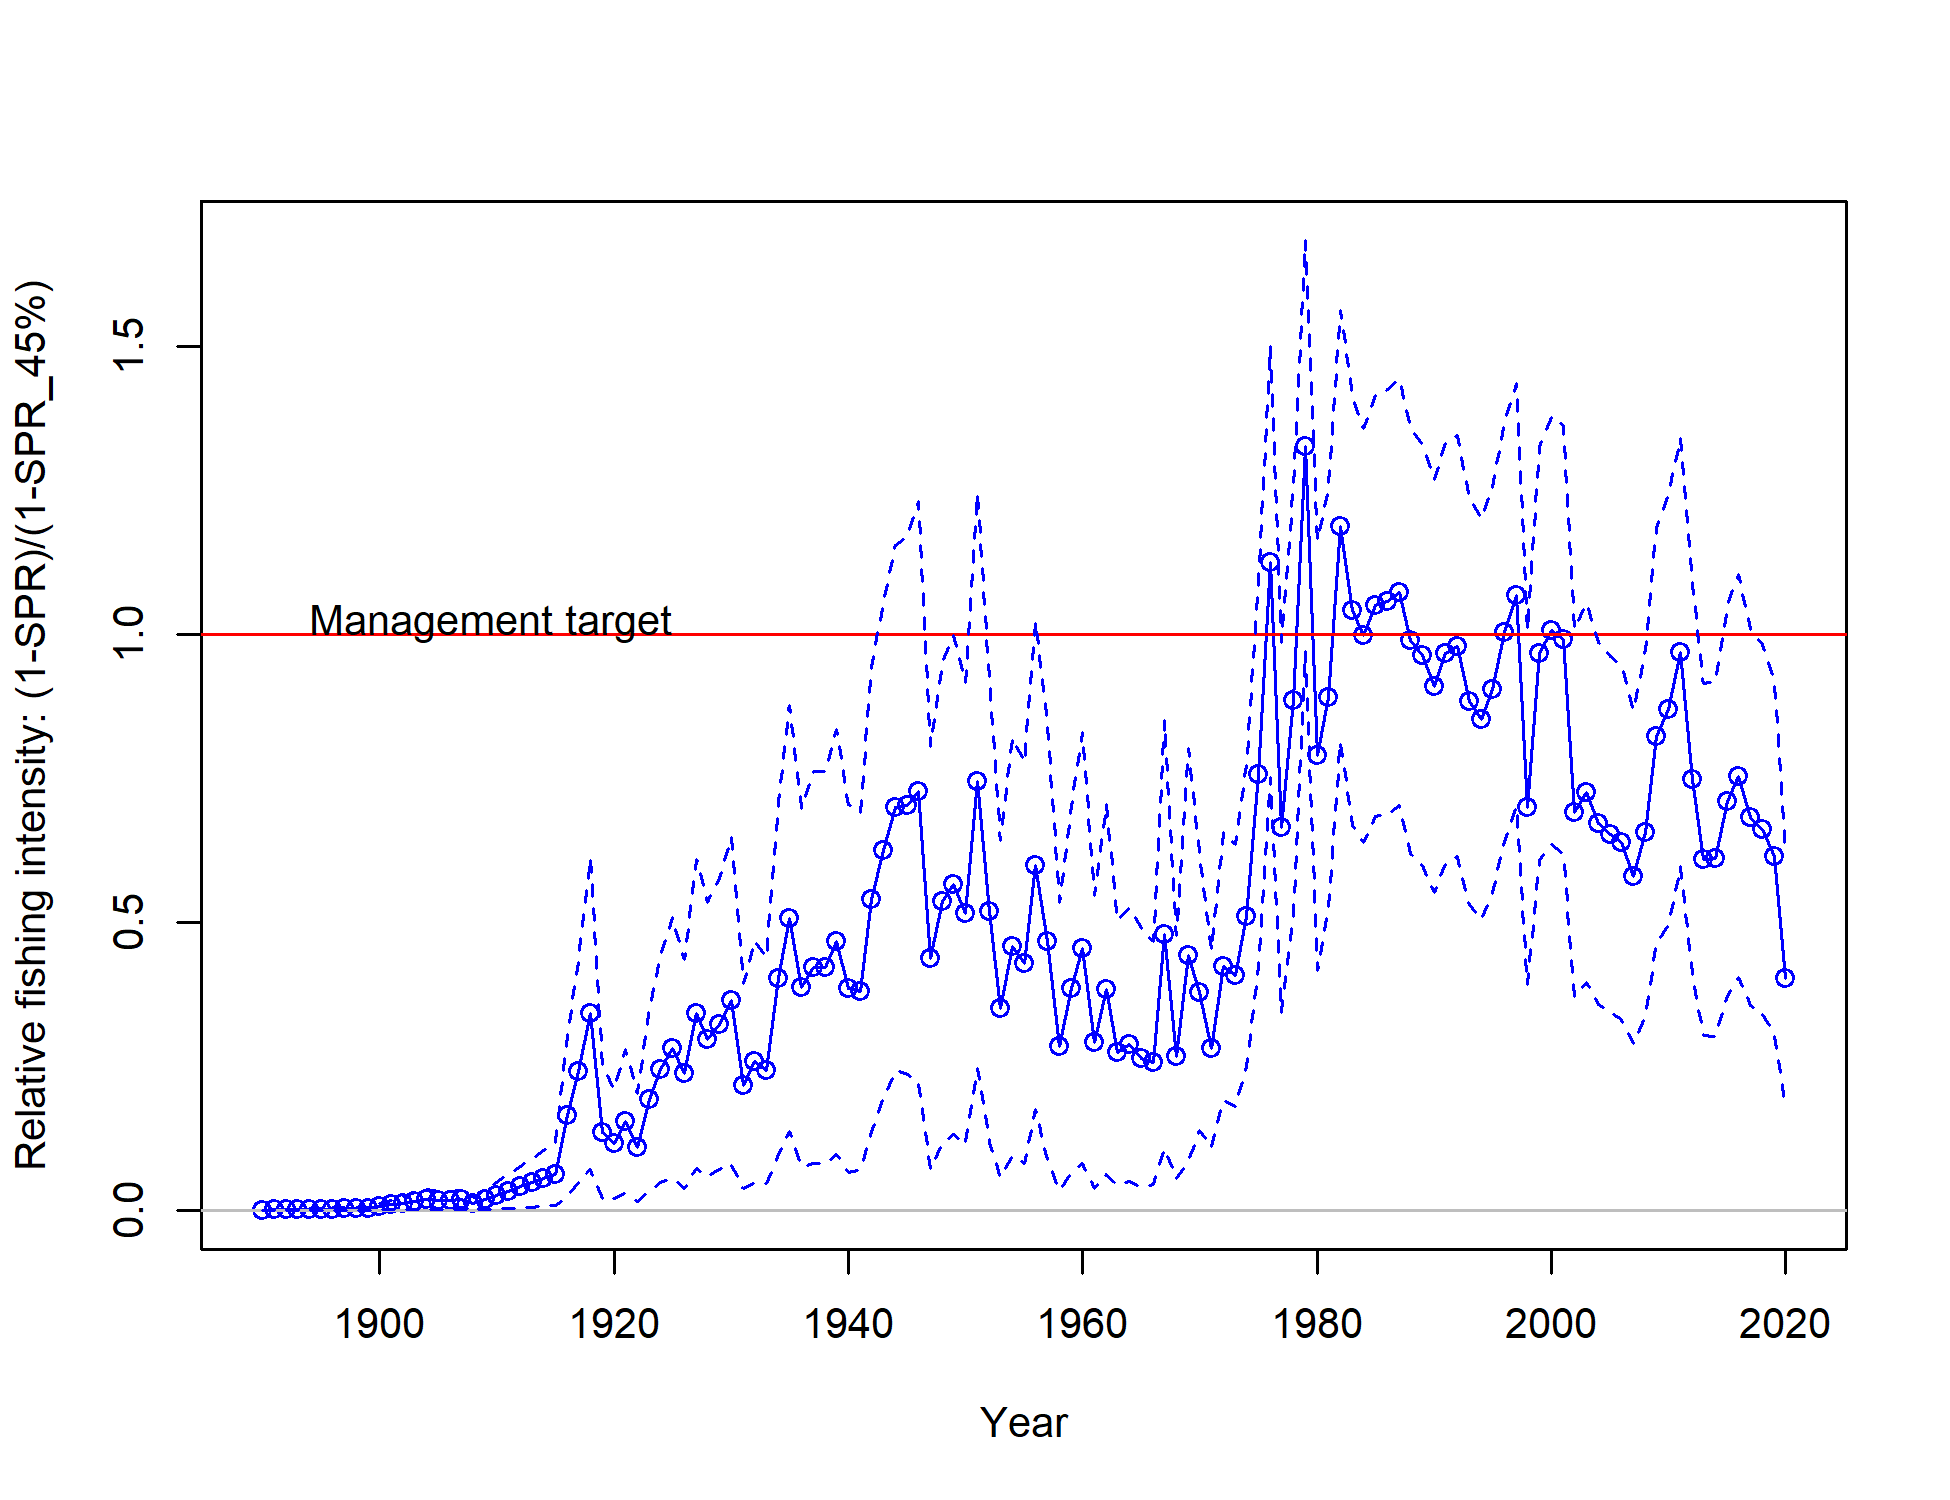 Relative fishing intensity: (1-SPR)/(1-SPR_45%)
1.5
1.0
0.5
0.0
Management target
1900 1920 1940 1960 1980 2000 2020
Year